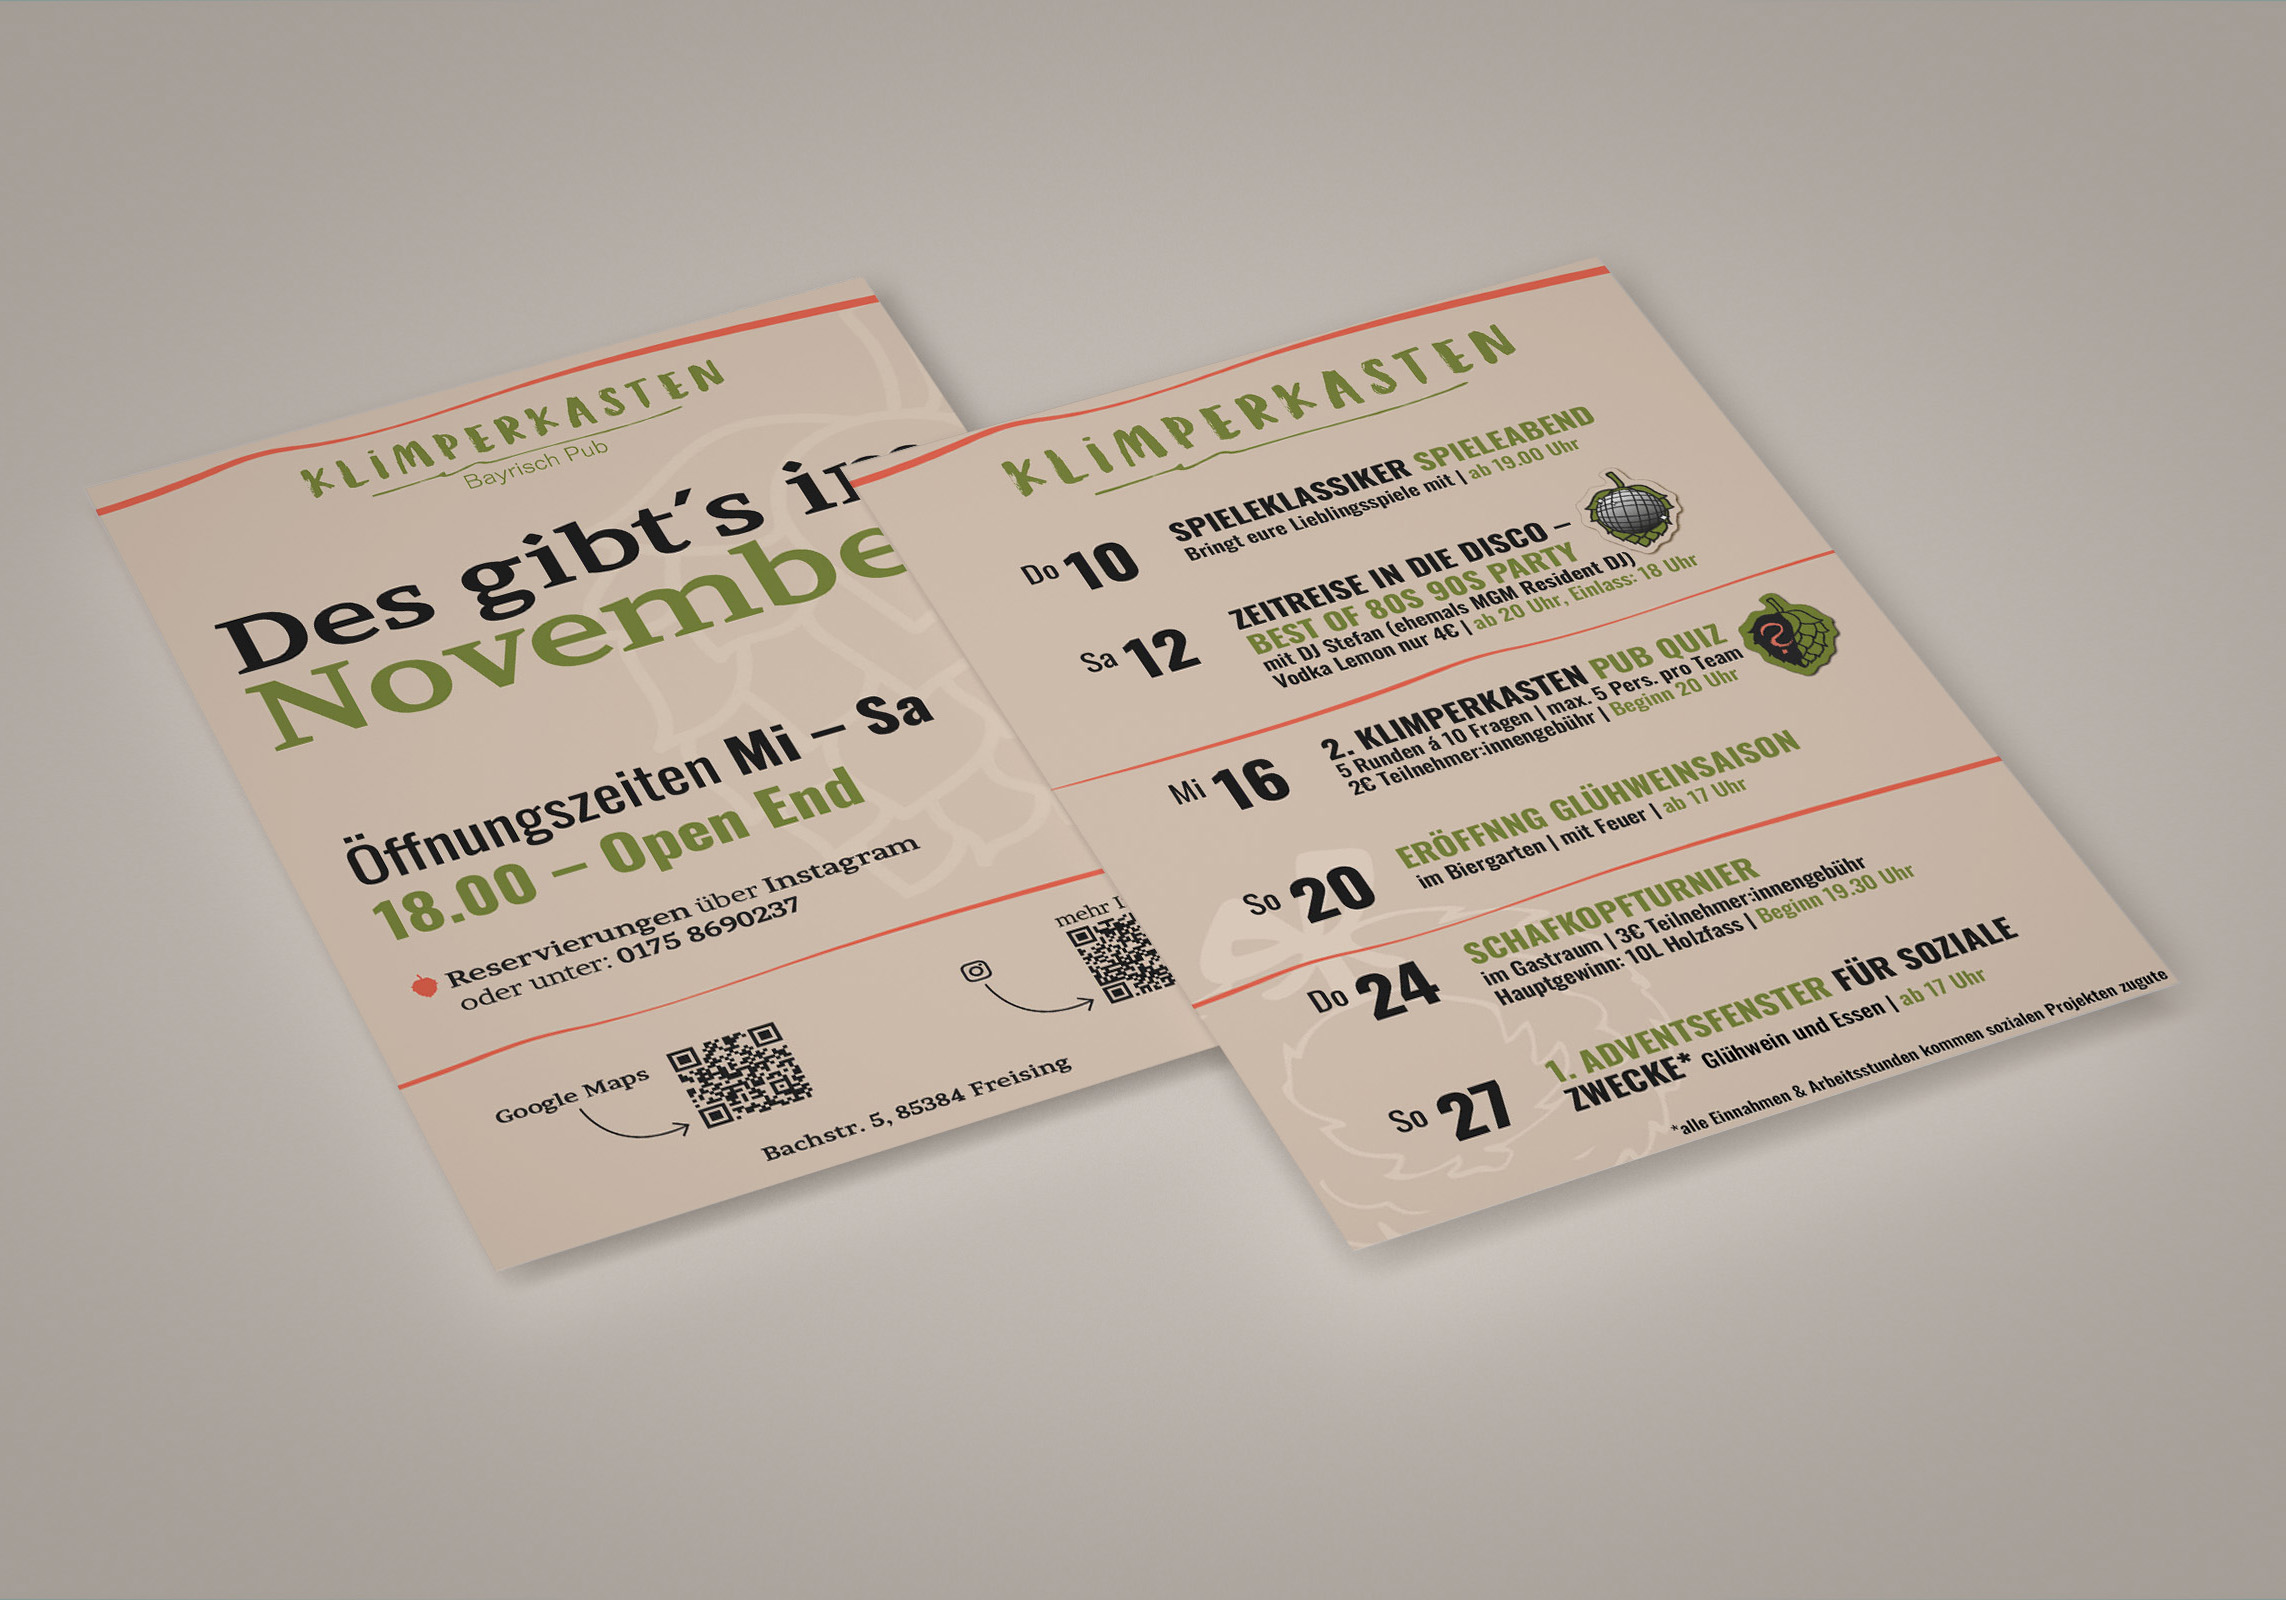 KLIMPERKASTEN
Bayrisch Pub
Des gibt´s
Novembe
Öffnungszeiten Mi – Sa
18.00 – Open End
Reservierungen über Instagram
oder unter: 0175 8690237
mehr I
Google Maps
Bachstr. 5, 85384 Freising
KLIMPERKASTEN
Do 10
SPIELEKLASSIKER SPIELEABEND
Bringt eure Lieblingsspiele mit | ab 19.00 Uhr
Sa 12
ZEITREISE IN DIE DISCO –
BEST OF 80S 90S PARTY
mit DJ Stefan (ehemals MGM Resident DJ)
Vodka Lemon nur 4€ | ab 20 Uhr, Einlass: 18 Uhr
Mi 16
2. KLIMPERKASTEN PUB QUIZ
5 Runden á 10 Fragen | max. 5 Pers. pro Team
2€ Teilnehmer:innengebühr | Beginn 20 Uhr
?
So 20
ERÖFFNNG GLÜHWEINSAISON
im Biergarten | mit Feuer | ab 17 Uhr
Do 24
SCHAFKOPFTURNIER
im Gastraum | 3€ Teilnehmer:innengebühr
Hauptgewinn: 10L Holzfass | Beginn 19.30 Uhr
So 27
1. ADVENTSFENSTER FÜR SOZIALE
ZWECKE* Glühwein und Essen | ab 17 Uhr
*alle Einnahmen & Arbeitsstunden kommen sozialen Projekten zugute